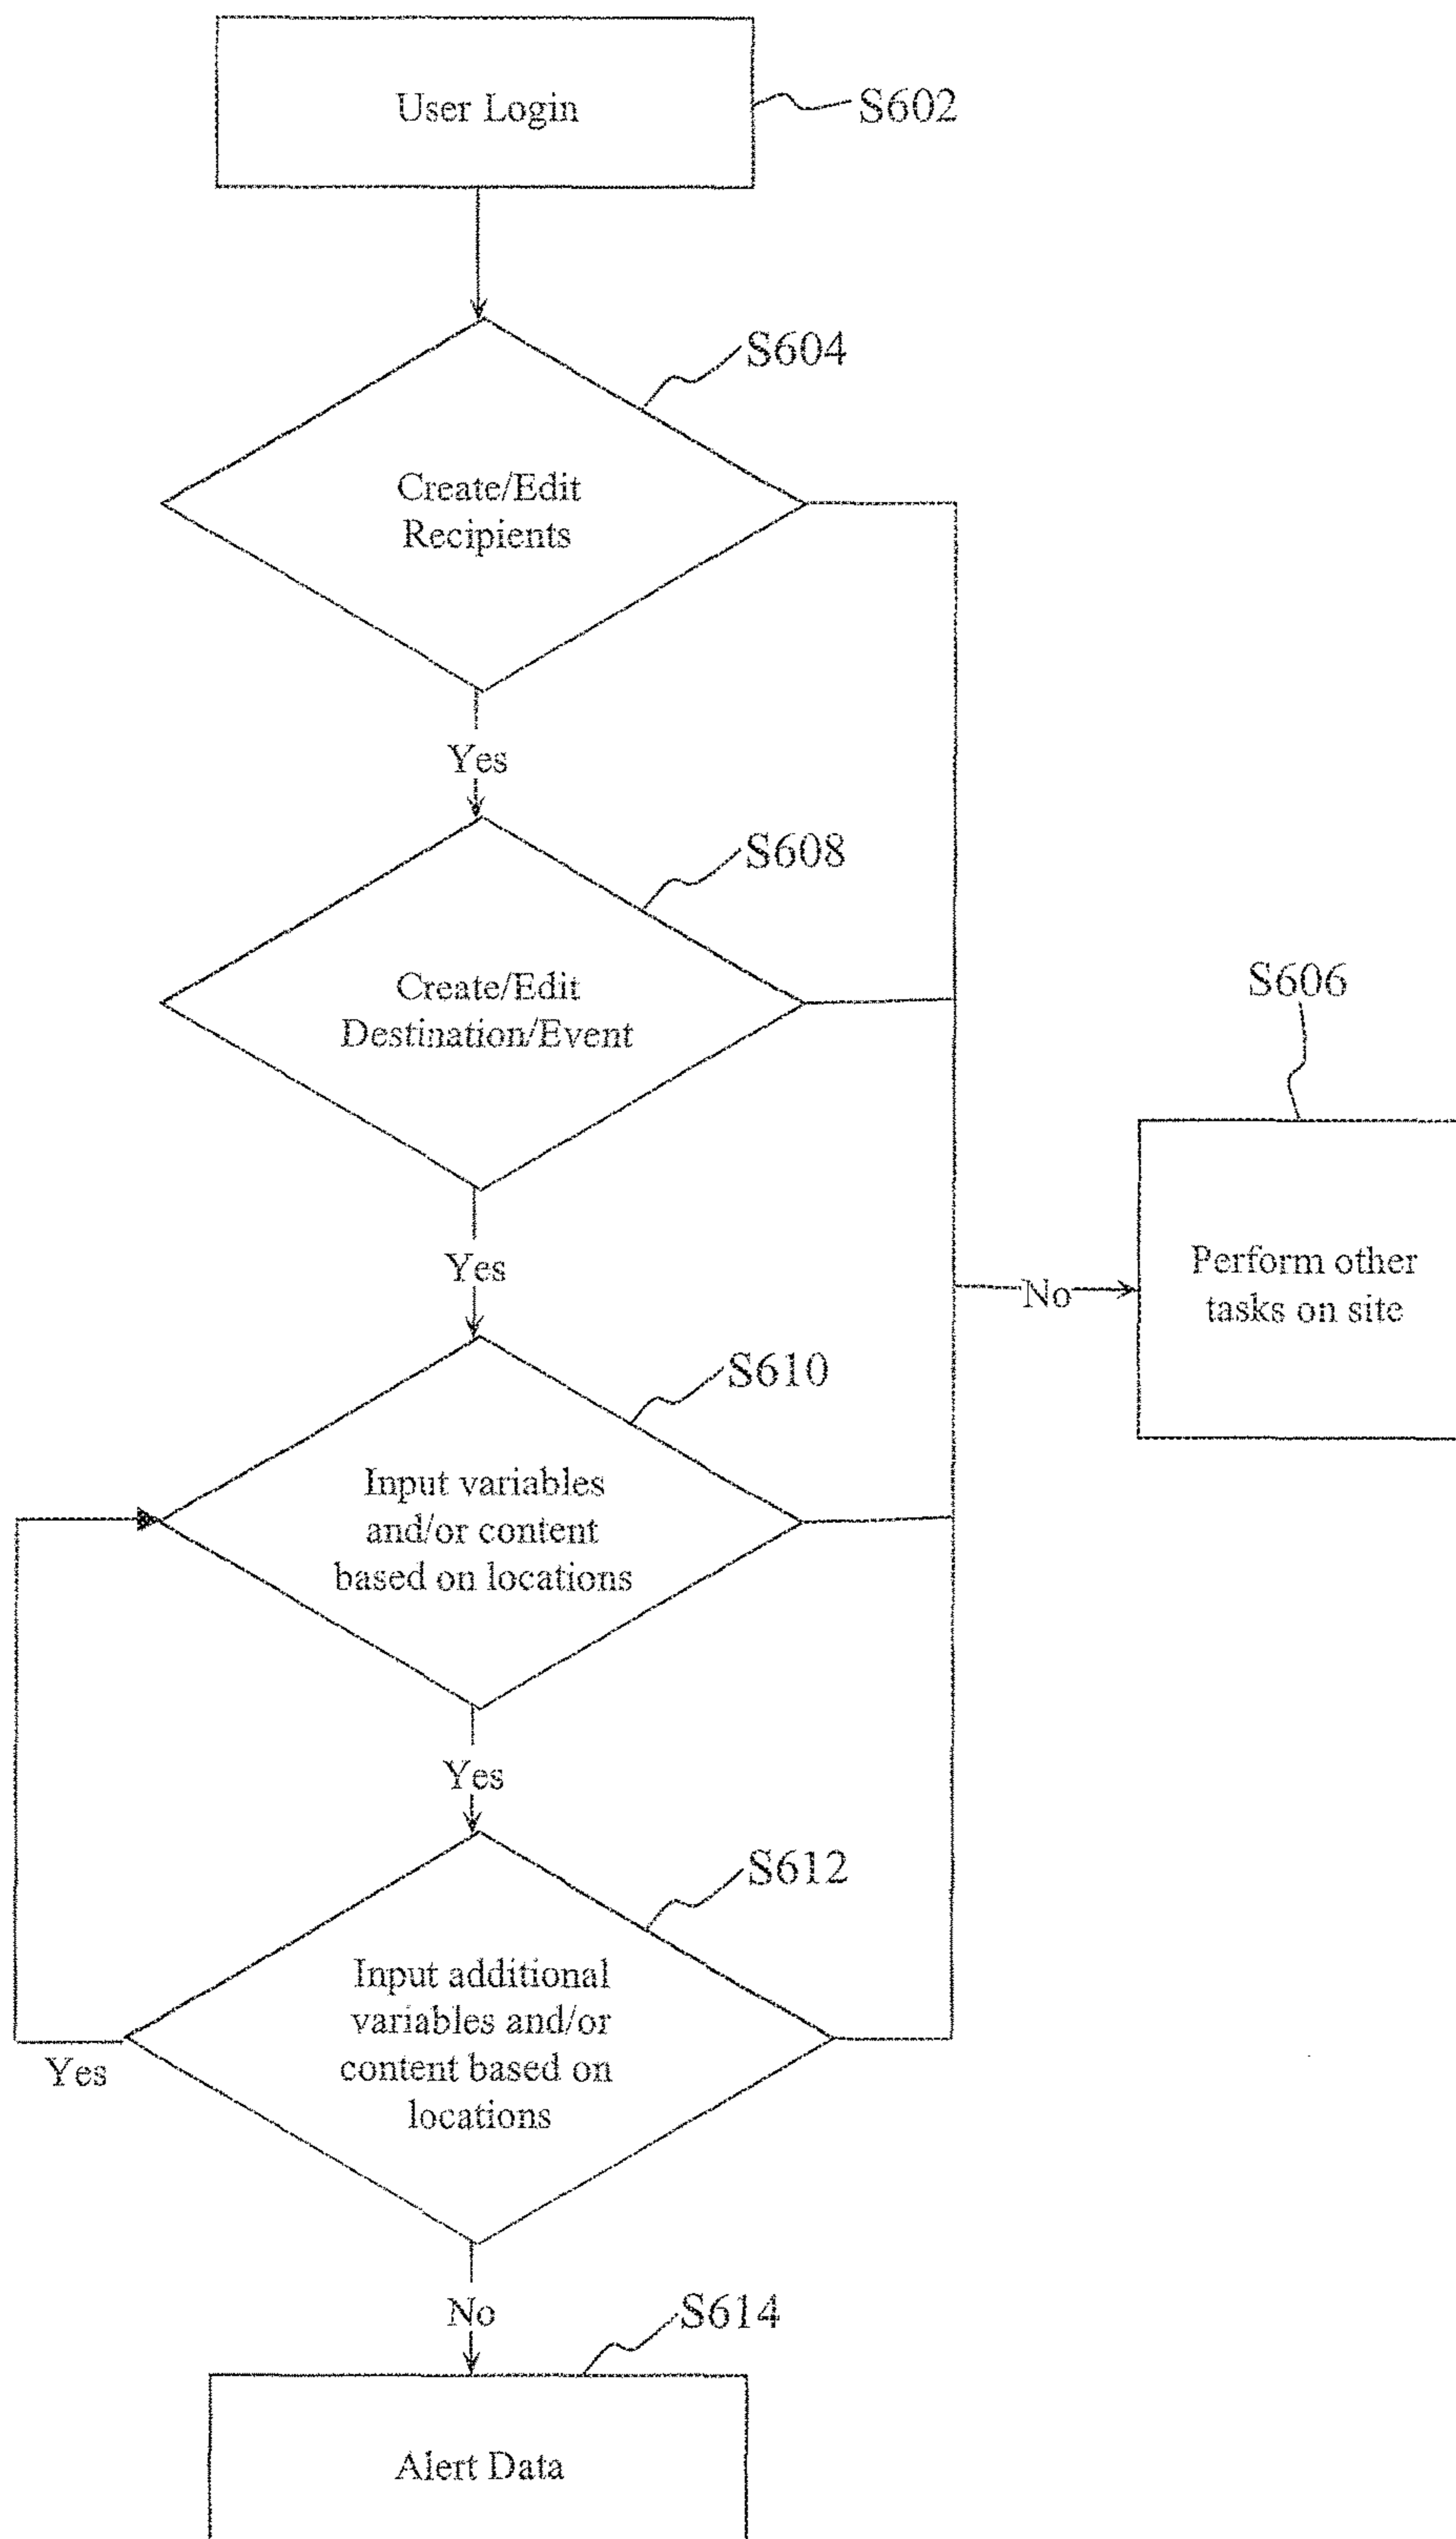 User Login
S602
S604
Create/Edit
Recipients
Yes
S608
Create/Edit
Destination/Event
S606
Yes
No
Perform other
tasks on site
S610
Input variables
and/or content
based on locations
Yes
S612
Input additional
variables and/or
content based on
locations
Yes
No
S614
Alert Data